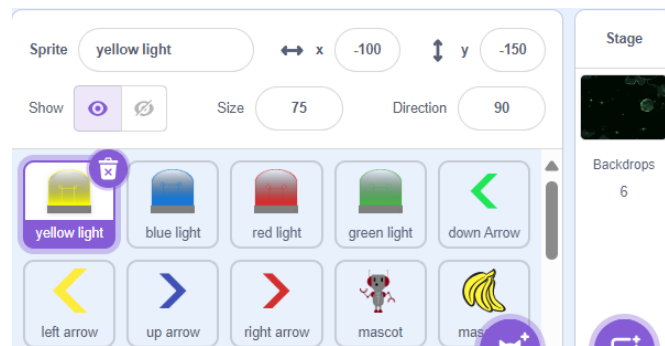 Sprite yellow light x -100 y -150
Show Size 75 Direction 90
Stage
Backdrops
6
yellow light blue light red light green light down Arrow
left arrow up arrow right arrow mascot